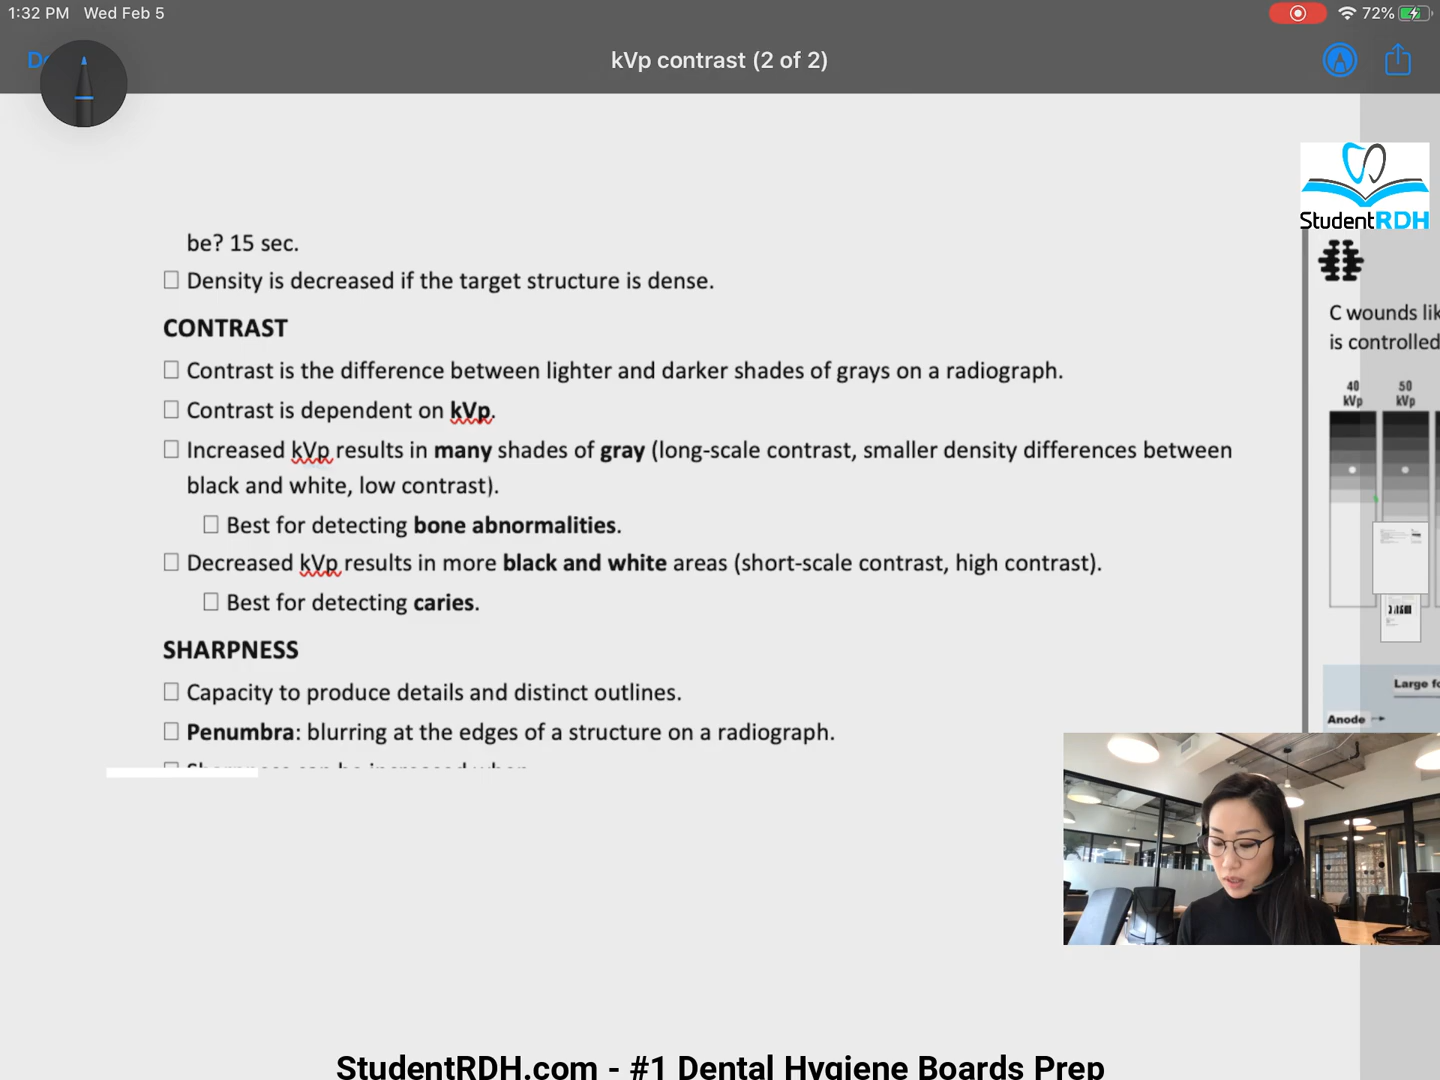 1:32 PM Wed Feb 5
72%
kVp contrast (2 of 2)
StudentRDH
be? 15 sec.
☐ Density is decreased if the target structure is dense.
CONTRAST
☐ Contrast is the difference between lighter and darker shades of grays on a radiograph.
☐ Contrast is dependent on kVp.
☐ Increased kVp results in many shades of gray (long-scale contrast, smaller density differences between
black and white, low contrast).
☐ Best for detecting bone abnormalities.
☐ Decreased kVp results in more black and white areas (short-scale contrast, high contrast).
☐ Best for detecting caries.
SHARPNESS
☐ Capacity to produce details and distinct outlines.
☐ Penumbra: blurring at the edges of a structure on a radiograph.
C wounds lik
is controlled
40 50
kVp kVp
Large fo
Anode →
StudentRDH.com - #1 Dental Hygiene Boards Prep